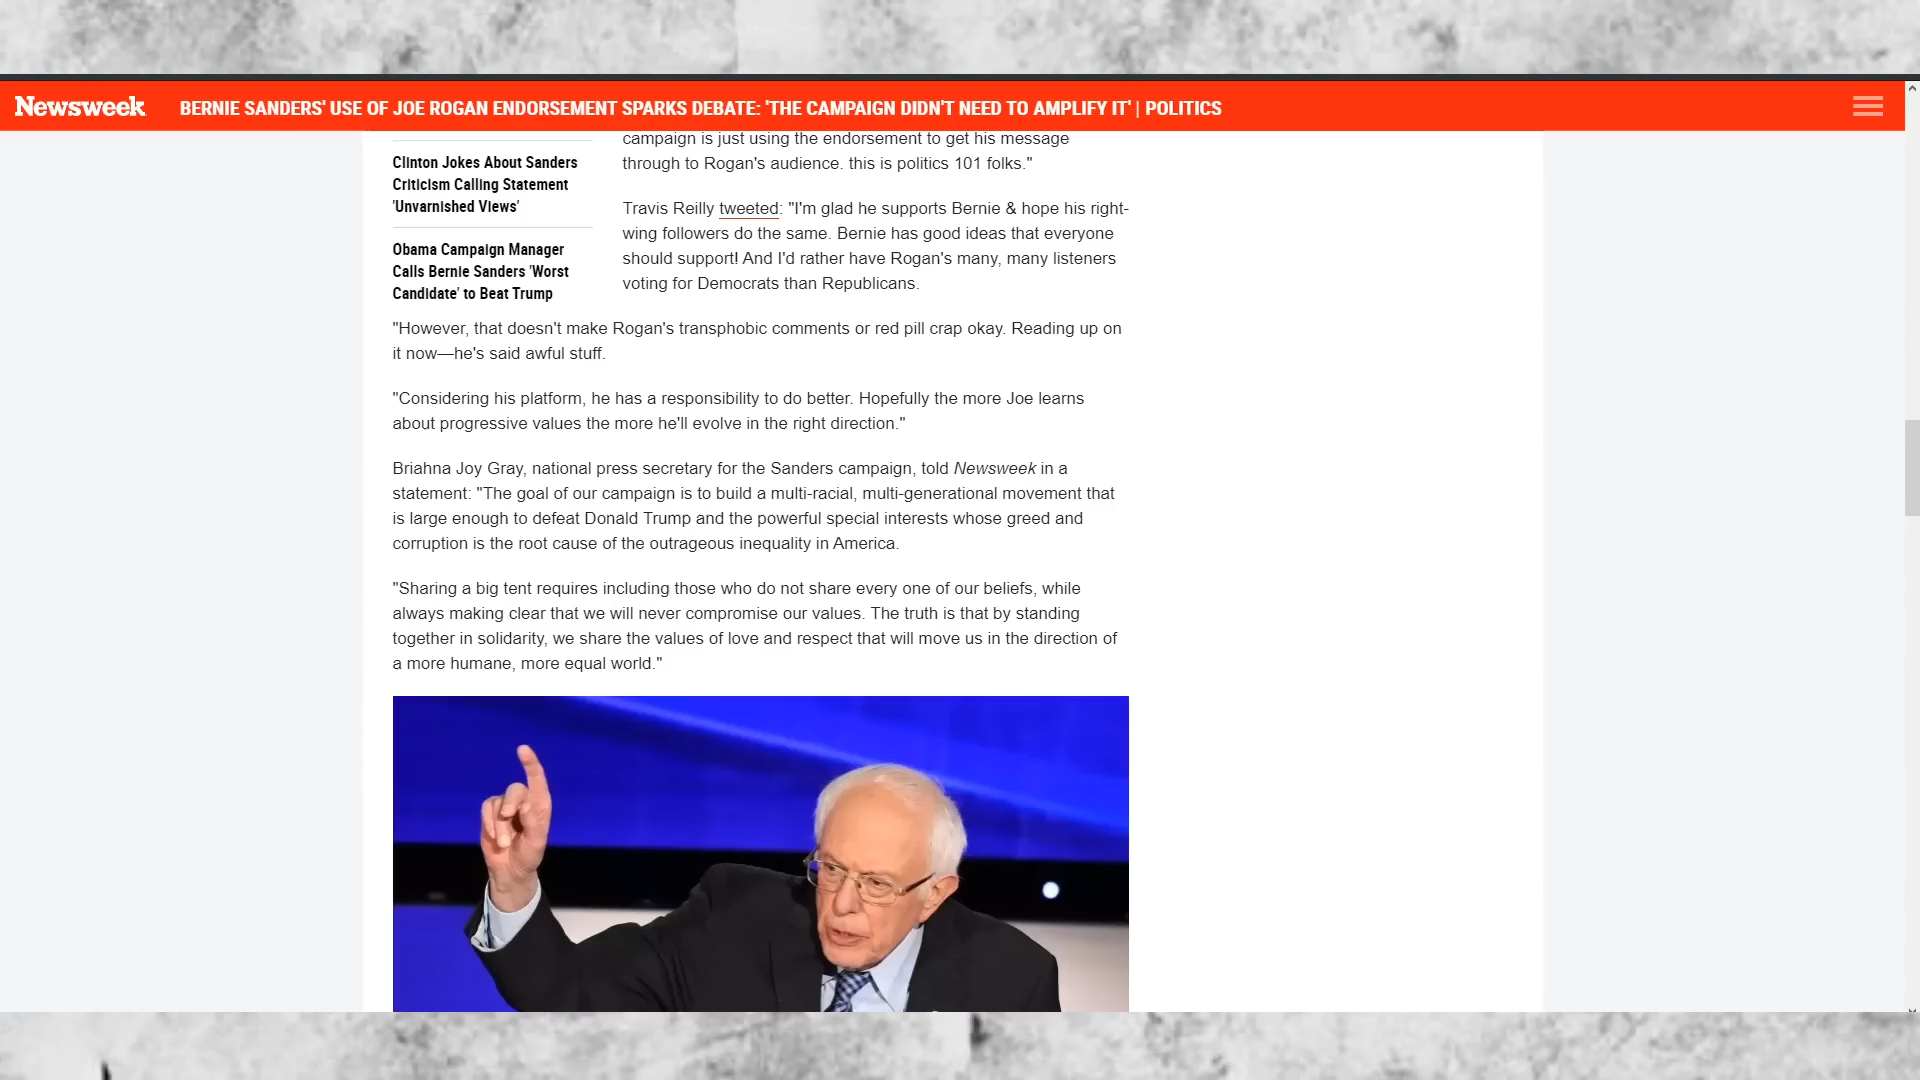 Newsweek
BERNIE SANDERS' USE OF JOE ROGAN ENDORSEMENT SPARKS DEBATE: 'THE CAMPAIGN DIDN'T NEED TO AMPLIFY IT' | POLITICS
Clinton Jokes About Sanders
Criticism Calling Statement
'Unvarnished Views'
Obama Campaign Manager
Calls Bernie Sanders 'Worst
Candidate' to Beat Trump
campaign is just using the endorsement to get his message
through to Rogan's audience. this is politics 101 folks."
Travis Reilly tweeted: "I'm glad he supports Bernie & hope his right-
wing followers do the same. Bernie has good ideas that everyone
should support! And I'd rather have Rogan's many, many listeners
voting for Democrats than Republicans.
"However, that doesn't make Rogan's transphobic comments or red pill crap okay. Reading up on
it now—he's said awful stuff.
"Considering his platform, he has a responsibility to do better. Hopefully the more Joe learns
about progressive values the more he'll evolve in the right direction."
Briahna Joy Gray, national press secretary for the Sanders campaign, told Newsweek in a
statement: "The goal of our campaign is to build a multi-racial, multi-generational movement that
is large enough to defeat Donald Trump and the powerful special interests whose greed and
corruption is the root cause of the outrageous inequality in America.
"Sharing a big tent requires including those who do not share every one of our beliefs, while
always making clear that we will never compromise our values. The truth is that by standing
together in solidarity, we share the values of love and respect that will move us in the direction of
a more humane, more equal world."